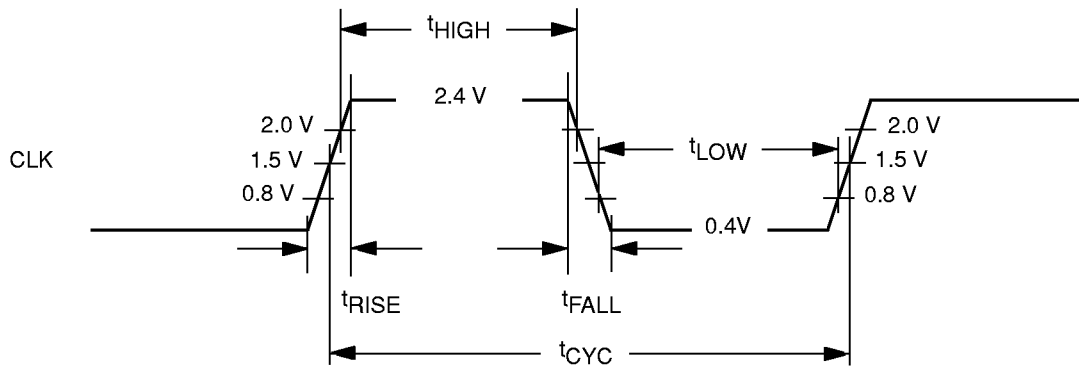 tHIGH
2.4 V
2.0 V
2.0 V
CLK
1.5 V
tLOW
1.5 V
0.8 V
0.8 V
0.4V
tRISE
tFALL
tCYC